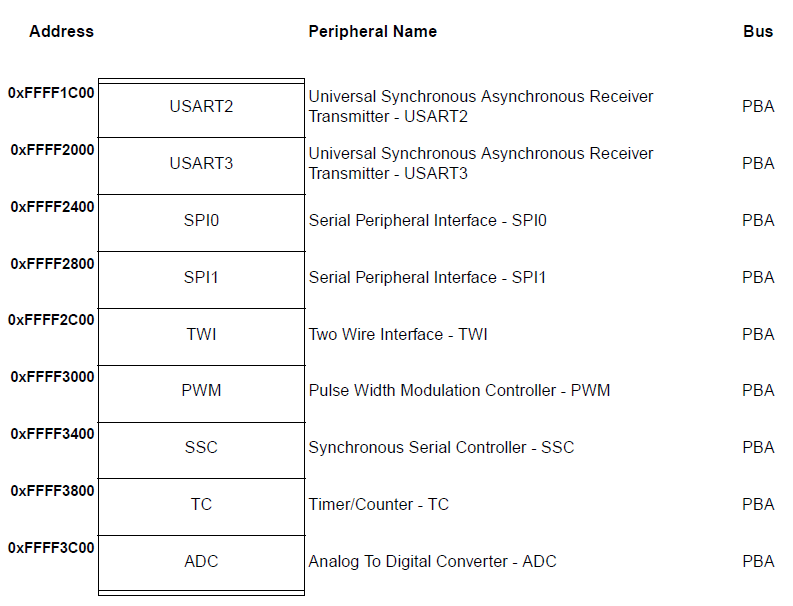 Address Peripheral Name Bus
0xFFFF1C00 USART2 Universal Synchronous Asynchronous Receiver
Transmitter - USART2 PBA
0xFFFF2000 USART3 Universal Synchronous Asynchronous Receiver
Transmitter - USART3 PBA
0xFFFF2400 SPI0 Serial Peripheral Interface - SPI0 PBA
0xFFFF2800 SPI1 Serial Peripheral Interface - SPI1 PBA
0xFFFF2C00 TWI Two Wire Interface - TWI PBA
0xFFFF3000 PWM Pulse Width Modulation Controller - PWM PBA
0xFFFF3400 SSC Synchronous Serial Controller - SSC PBA
0xFFFF3800 TC Timer/Counter - TC PBA
0xFFFF3C00 ADC Analog To Digital Converter - ADC PBA